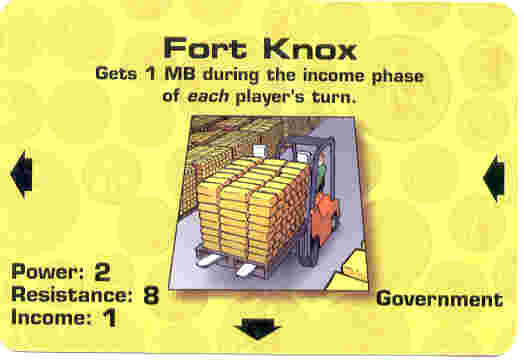 Fort Knox
Gets 1 MB during the income phase
of each player's turn.
Power: 2
Resistance: 8
Income: 1
Government